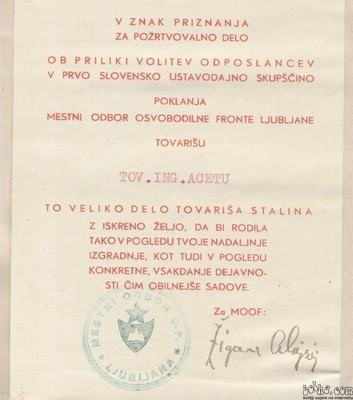 V ZNAK PRIZNANJA
ZA POŽRTVOVALNO DELO
OB PRILIKI VOLITEV ODPOSLANCEV
V PRVO SLOVENSKO USTAVODAJNO SKUPŠČINO
POKLANJA
MESTNI ODBOR OSVOBODILNE FRONTE LJUBLJANE
TOVARIŠU
TOV.ING.ACETU
TO VELIKO DELO TOVARIŠA STALINA
Z ISKRENO ŽELJO, DA BI RODILA
TAKO V POGLEDU TVOJE NADALJNJE
IZGRADNJE, KOT TUDI V POGLEDU
KONKRETNE, VSAKDANJE DEJAVNO-
STI ČIM OBILNEJŠE SADOVE.
Za MOOF:
MESTNI ODBOR O.F.
LJUBLJANA
Žigon Alojzij
bolha.com